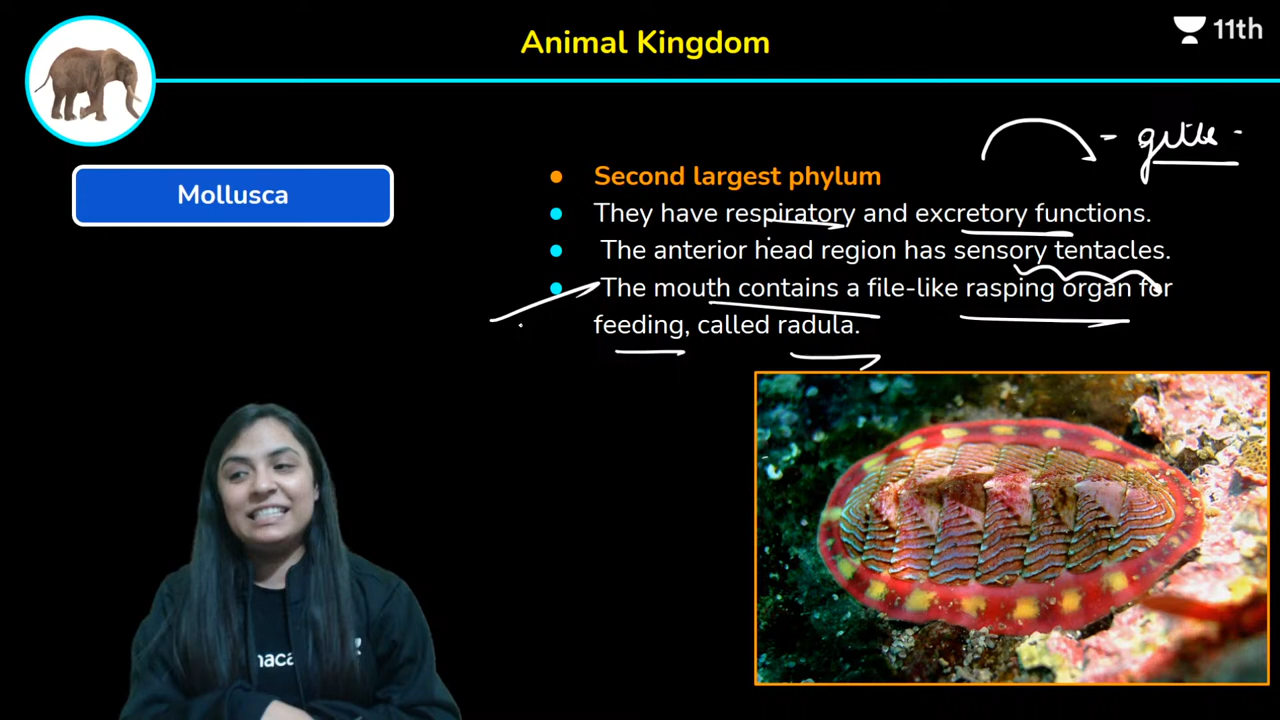 Animal Kingdom
11th
gills
Mollusca
Second largest phylum
They have respiratory and excretory functions.
The anterior head region has sensory tentacles.
The mouth contains a file-like rasping organ for
feeding, called radula.